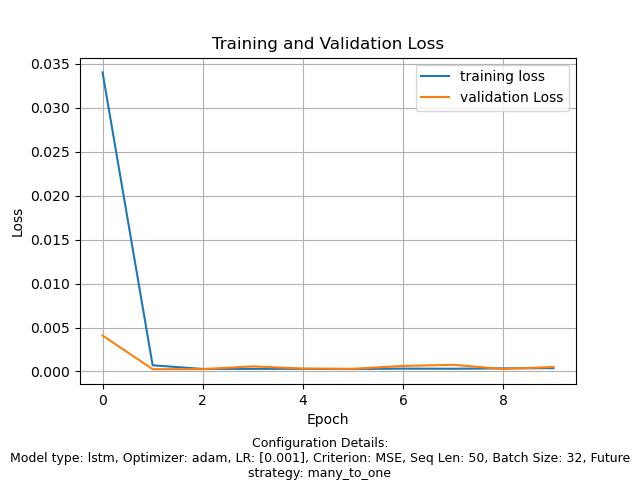 Training and Validation Loss
training loss
validation Loss
0.035
0.030
0.025
0.020
0.015
0.010
0.005
0.000
Loss
0 2 4 6 8
Epoch
Configuration Details:
Model type: lstm, Optimizer: adam, LR: [0.001], Criterion: MSE, Seq Len: 50, Batch Size: 32, Future
strategy: many_to_one